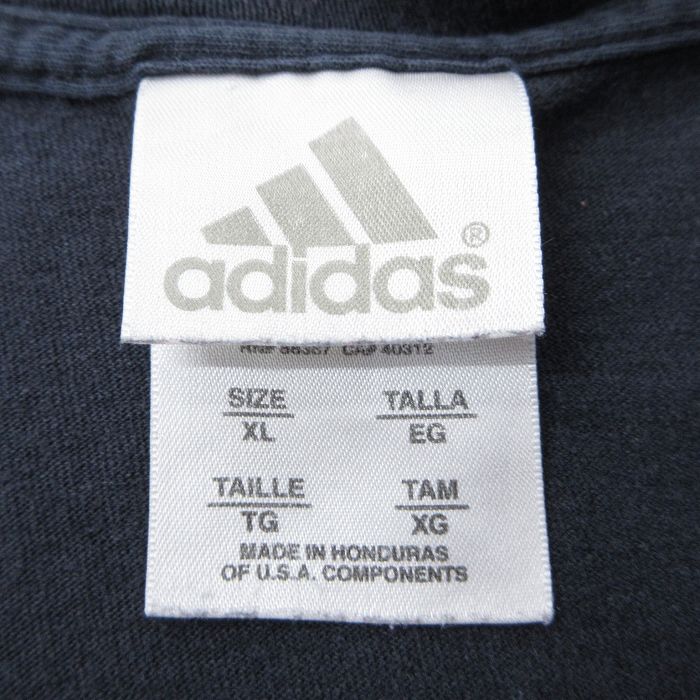 adidas®
CA# 40312
SIZE TALLA
XL EG
TAILLE TAM
TG XG
MADE IN HONDURAS
OF U.S.A. COMPONENTS